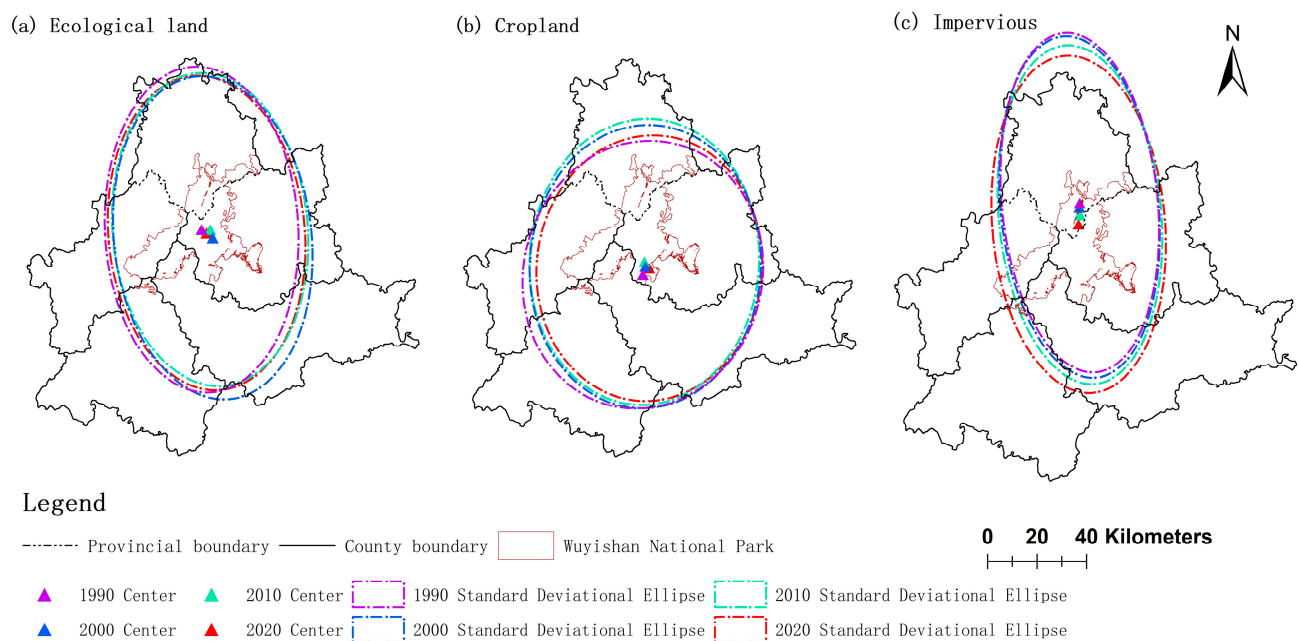 (a) Ecological land
(b) Cropland
(c) Impervious
N
Legend
Provincial boundary
County boundary
Wuyishan National Park
0 20 40 Kilometers
1990 Center
2010 Center
1990 Standard Deviational Ellipse
2010 Standard Deviational Ellipse
2000 Center
2020 Center
2000 Standard Deviational Ellipse
2020 Standard Deviational Ellipse